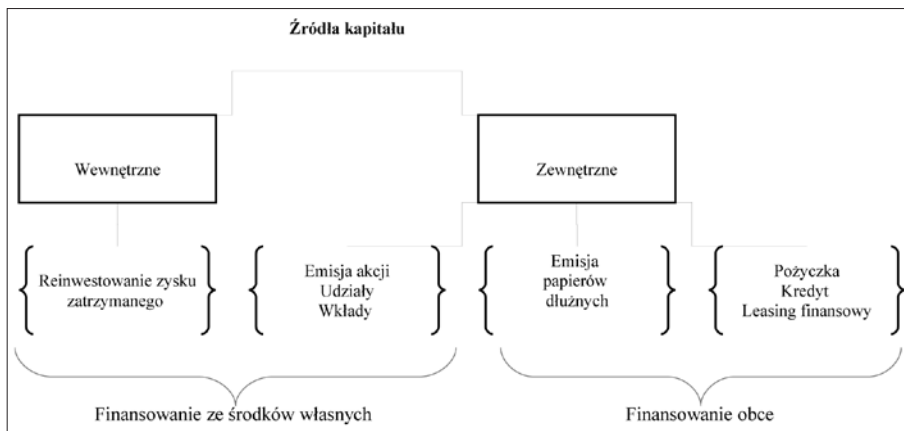 Źródła kapitału
Wewnętrzne
Zewnętrzne
Reinwestowanie zysku
zatrzymanego
Emisja akcji
Udziały
Wkłady
Emisja
papierów
dłużnych
Pożyczka
Kredyt
Leasing finansowy
Finansowanie ze środków własnych
Finansowanie obce